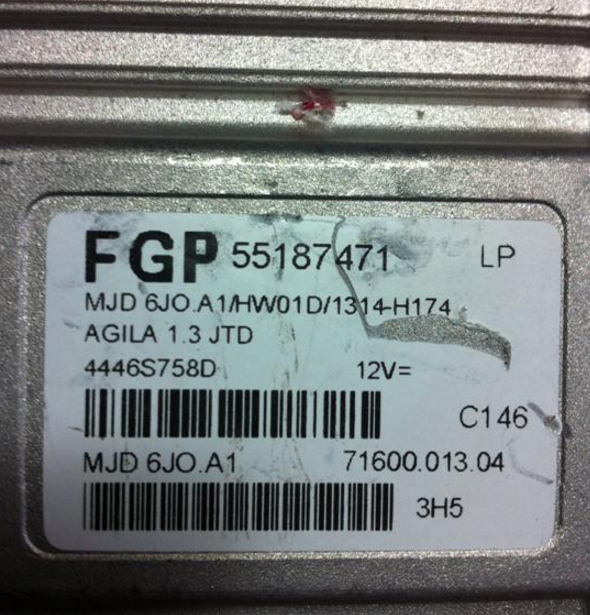 FGP 55187471 LP
MJD 6JO.A1/HW01D/1314-H174
AGILA 1.3 JTD
4446S758D 12V=
C146
MJD 6JO.A1 71600.013.04
3H5